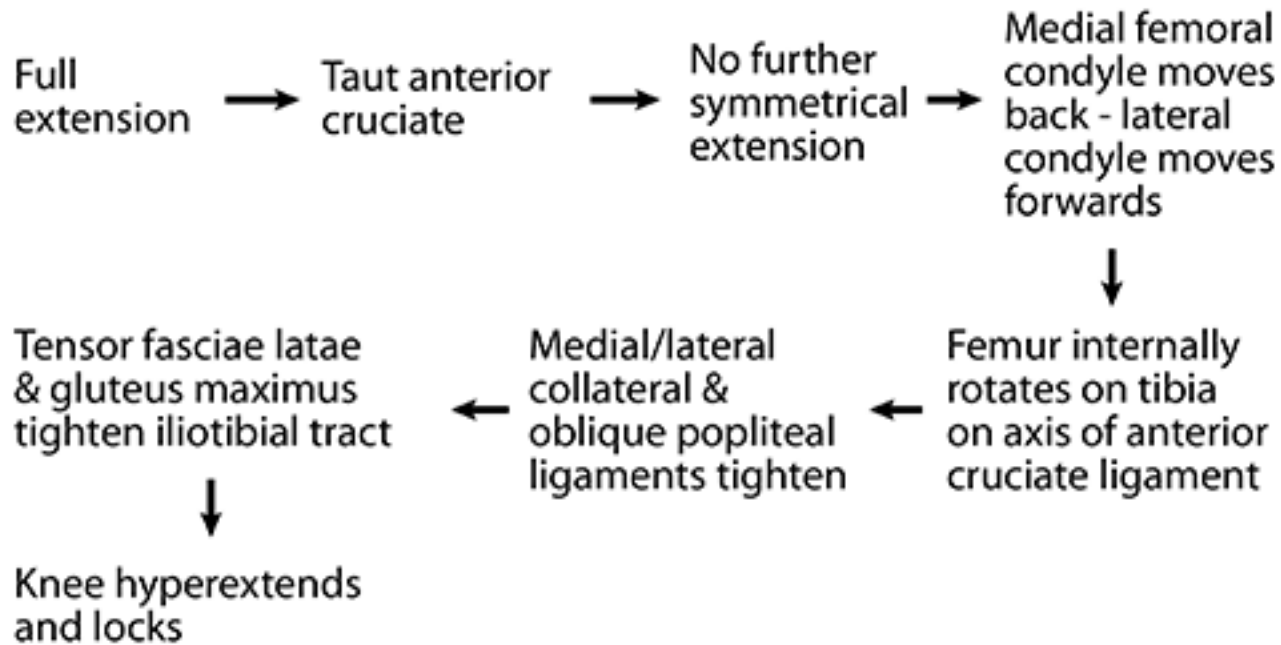 Full
extension
Taut anterior
cruciate
No further
symmetrical
extension
Medial femoral
condyle moves
back - lateral
condyle moves
forwards
Femur internally
rotates on tibia
on axis of anterior
cruciate ligament
Medial/lateral
collateral &
oblique popliteal
ligaments tighten
Tensor fasciae latae
& gluteus maximus
tighten iliotibial tract
Knee hyperextends
and locks